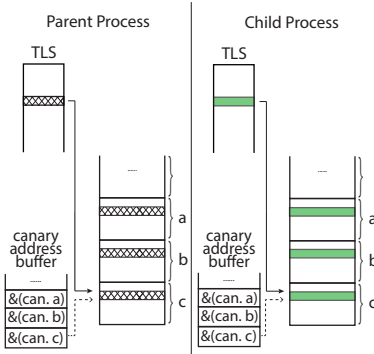 Parent Process
TLS
......
a
b
c
canary
address
buffer
......
&(can. a)
&(can. b)
&(can. c)
Child Process
TLS
......
a
b
c
canary
address
buffer
......
&(can. a)
&(can. b)
&(can. c)